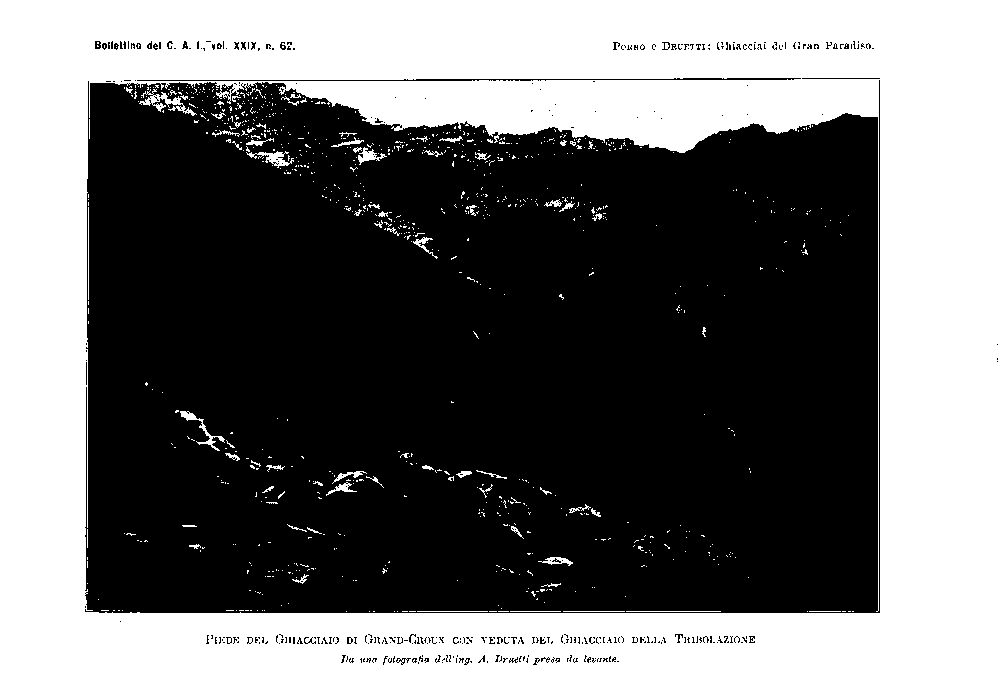 Bollettino del C. A. I., vol. XXIX, n. 62.
Porro e Druetti: Ghiacciai del Gran Paradiso.
Piede del Ghiacciaio di Grand-Croux con veduta del Ghiacciaio della Tribolazione
Da una fotografia dell'ing. A. Druetti presa da levante.